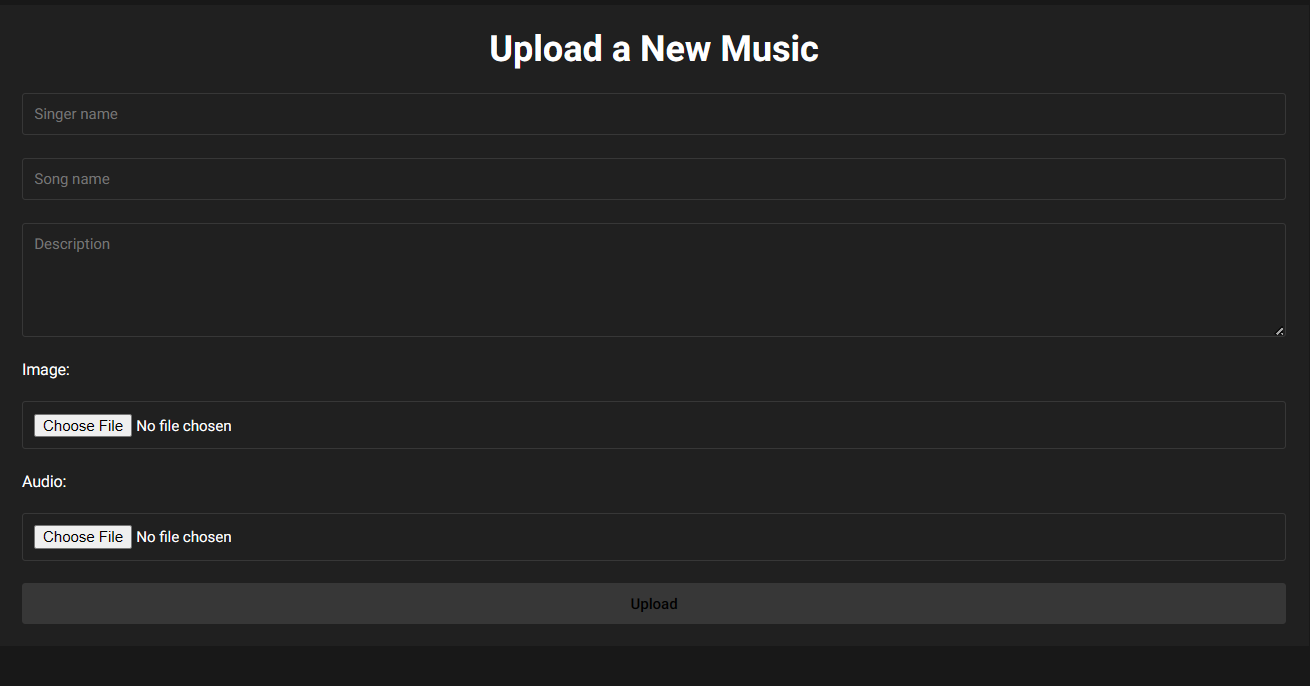 Upload a New Music
Singer name
Song name
Description
Image:
Choose File No file chosen
Audio:
Choose File No file chosen
Upload